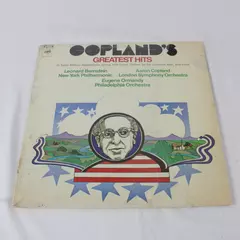 COPLAND'S
GREATEST HITS
Leonard Bernstein
New York Philharmonic
Aaron Copland
London Symphony Orchestra
Eugene Ormandy
Philadelphia Orchestra